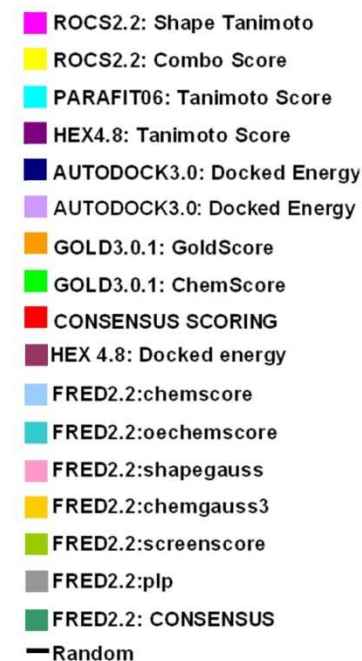 ROCS2.2: Shape Tanimoto
ROCS2.2: Combo Score
PARAFIT06: Tanimoto Score
HEX4.8: Tanimoto Score
AUTODOCK3.0: Docked Energy
AUTODOCK3.0: Docked Energy
GOLD3.0.1: GoldScore
GOLD3.0.1: ChemScore
CONSENSUS SCORING
HEX 4.8: Docked energy
FRED2.2:chemscore
FRED2.2:oechemscore
FRED2.2:shapegauss
FRED2.2:chemgauss3
FRED2.2:screenscore
FRED2.2:plp
FRED2.2: CONSENSUS
Random